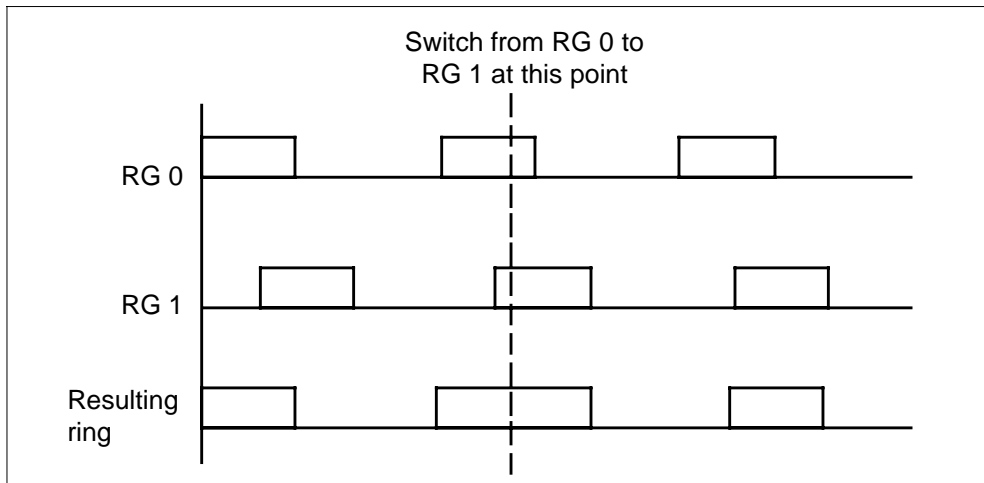 Switch from RG 0 to
RG 1 at this point
RG 0
RG 1
Resulting
ring